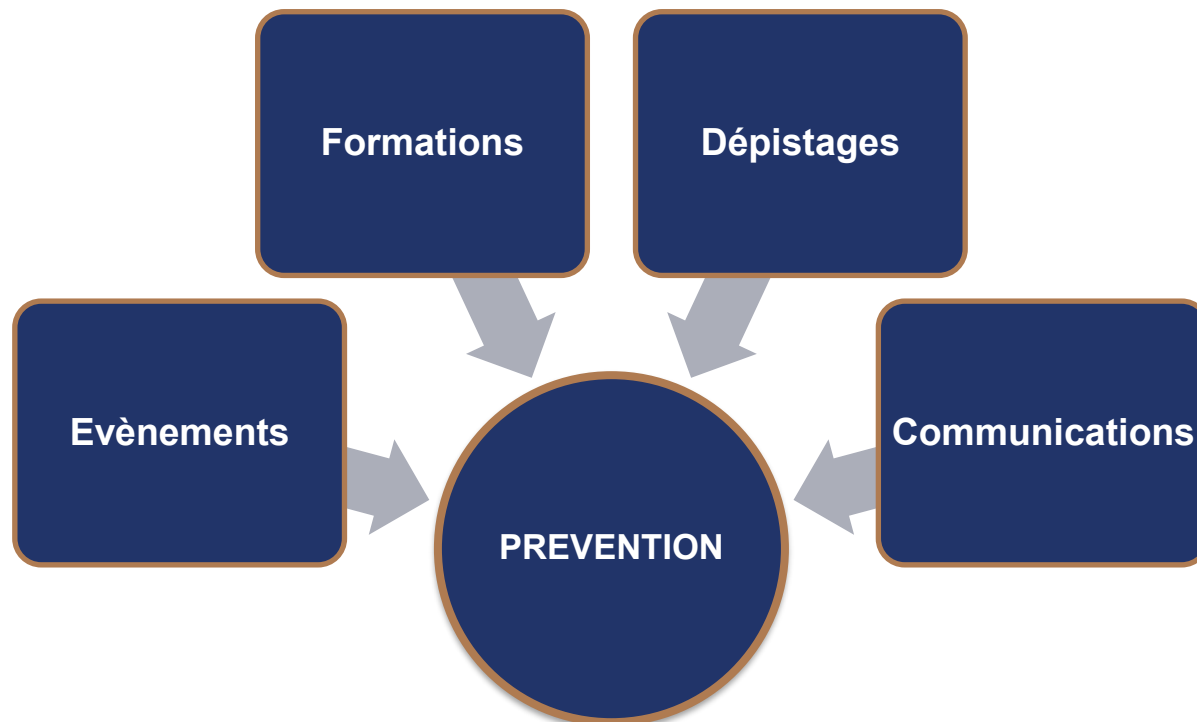 Formations
Dépistages
Evènements
Communications
PREVENTION